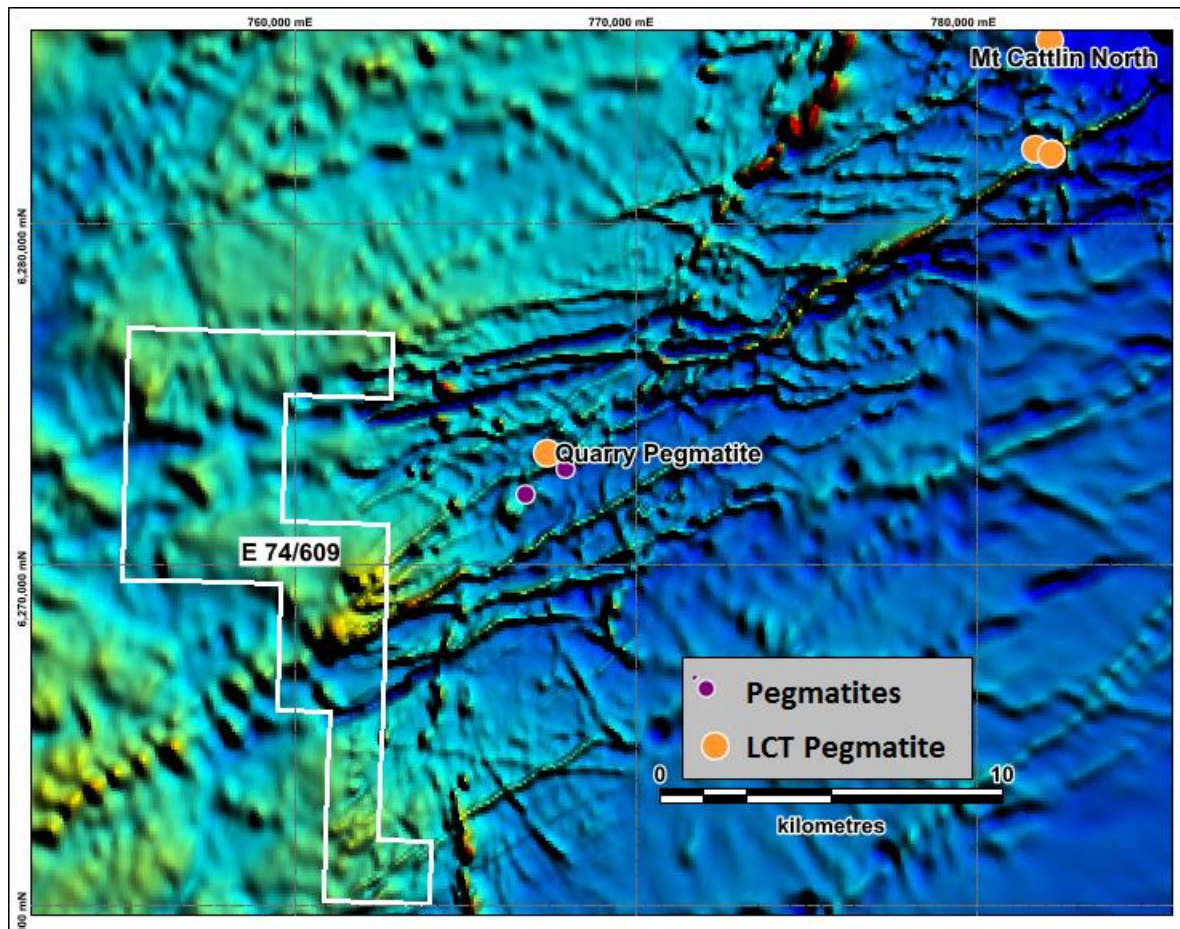 760,000 mE
770,000 mE
780,000 mE
Mt Cattlin North
6,280,000 mN
Quarry Pegmatite
E 74/609
6,270,000 mN
Pegmatites
LCT Pegmatite
0
10
kilometres